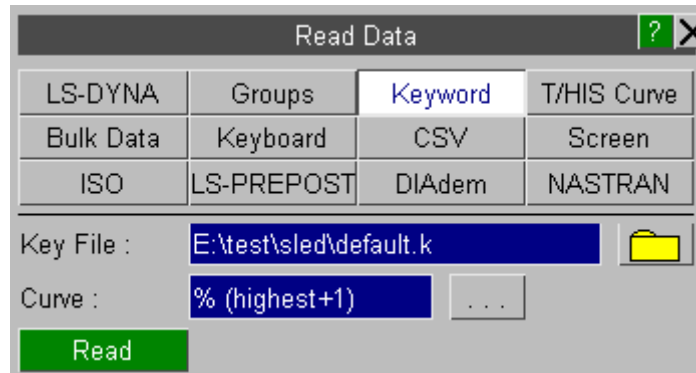 Read Data ? X
LS-DYNA Groups Keyword T/HIS Curve
Bulk Data Keyboard CSV Screen
ISO LS-PREPOST DIAdem NASTRAN
Key File : E:\test\sled\default.k
Curve : % (highest+1) . . .
Read